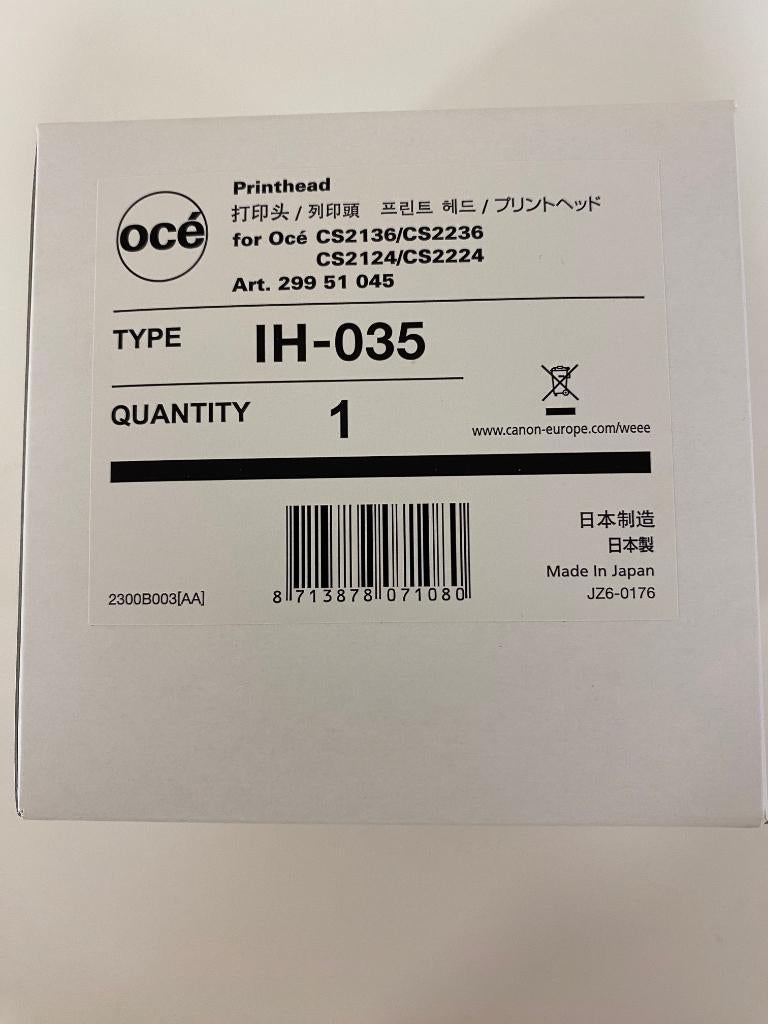 océ
Printhead
打印头 / 列印頭 프린트 헤드 / プリントヘッド
for Océ CS2136/CS2236
CS2124/CS2224
Art. 299 51 045
TYPE IH-035
QUANTITY 1
www.canon-europe.com/weee
日本制造
日本製
Made In Japan
JZ6-0176
2300B003[AA]
8 713878 071080